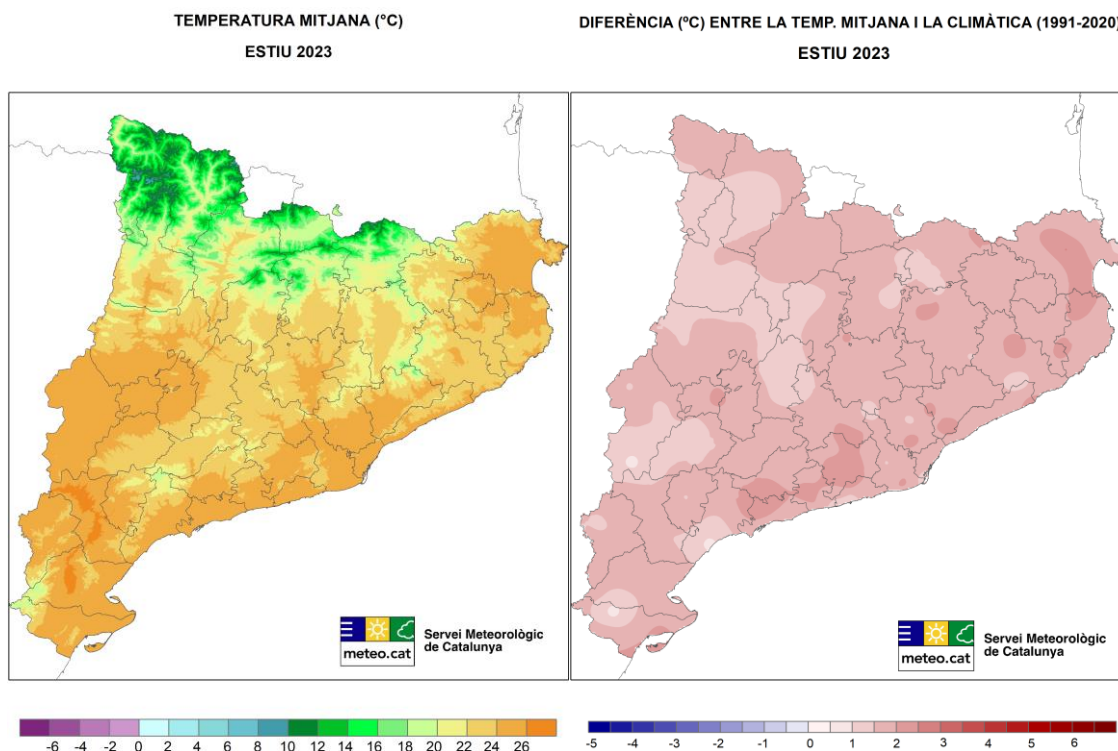 TEMPERATURA MITJANA (°C)
ESTIU 2023
DIFERÈNCIA (ºC) ENTRE LA TEMP. MITJANA I LA CLIMÀTICA (1991-2020)
ESTIU 2023
meteo.cat
Servei Meteorològic
de Catalunya
meteo.cat
Servei Meteorològic
de Catalunya
-6 -4 -2 0 2 4 6 8 10 12 14 16 18 20 22 24 26
-5 -4 -3 -2 -1 0 1 2 3 4 5 6